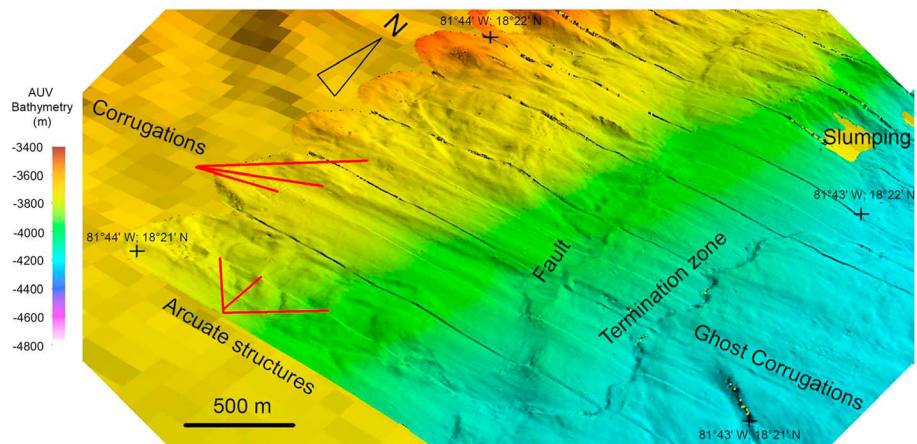 N
81°44' W; 18°22' N
AUV
Bathymetry
(m)
-3400
-3600
-3800
-4000
-4200
-4400
-4600
-4800
Corrugations
Slumping
81°43' W; 18°22' N
81°44' W; 18°21' N
Fault
Termination zone
Arcuate structures
Ghost Corrugations
500 m
81°43' W; 18°21' N